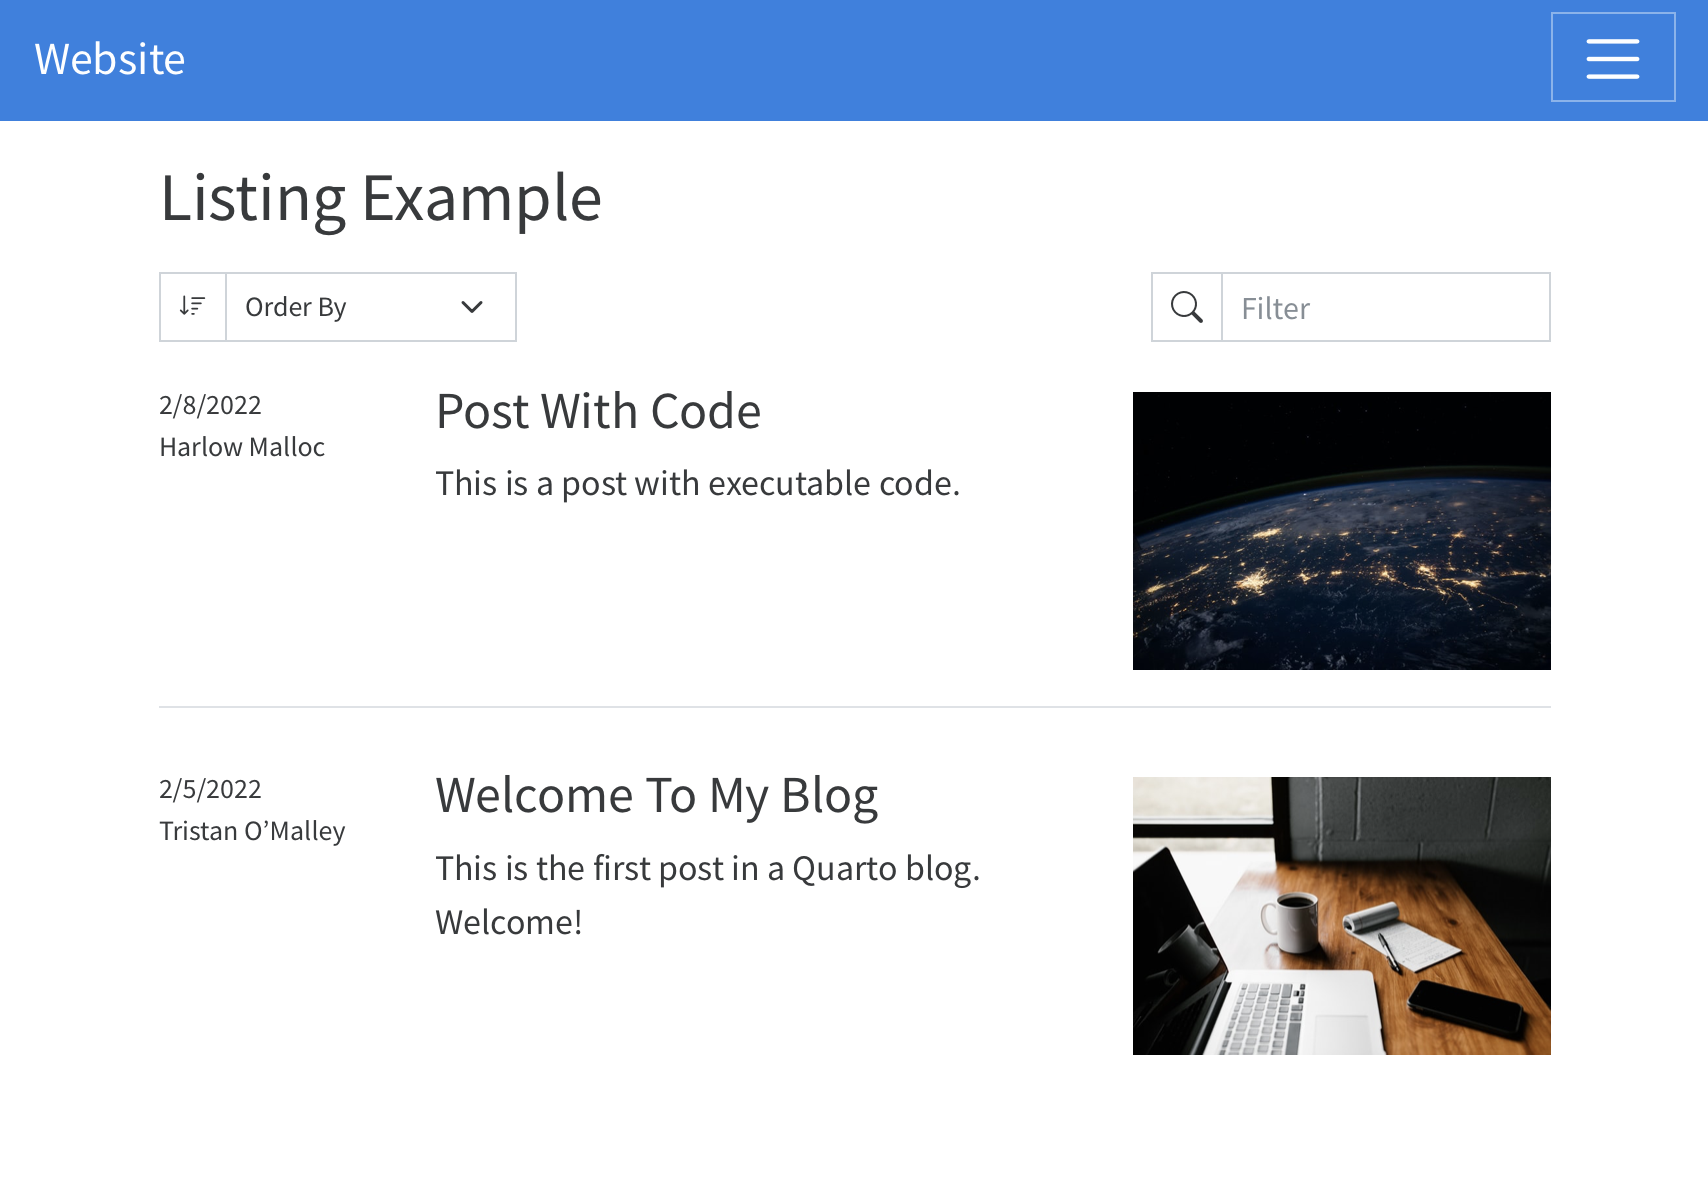 Website
Listing Example
Order By
Filter
2/8/2022
Harlow Malloc
Post With Code
This is a post with executable code.
2/5/2022
Tristan O’Malley
Welcome To My Blog
This is the first post in a Quarto blog.
Welcome!